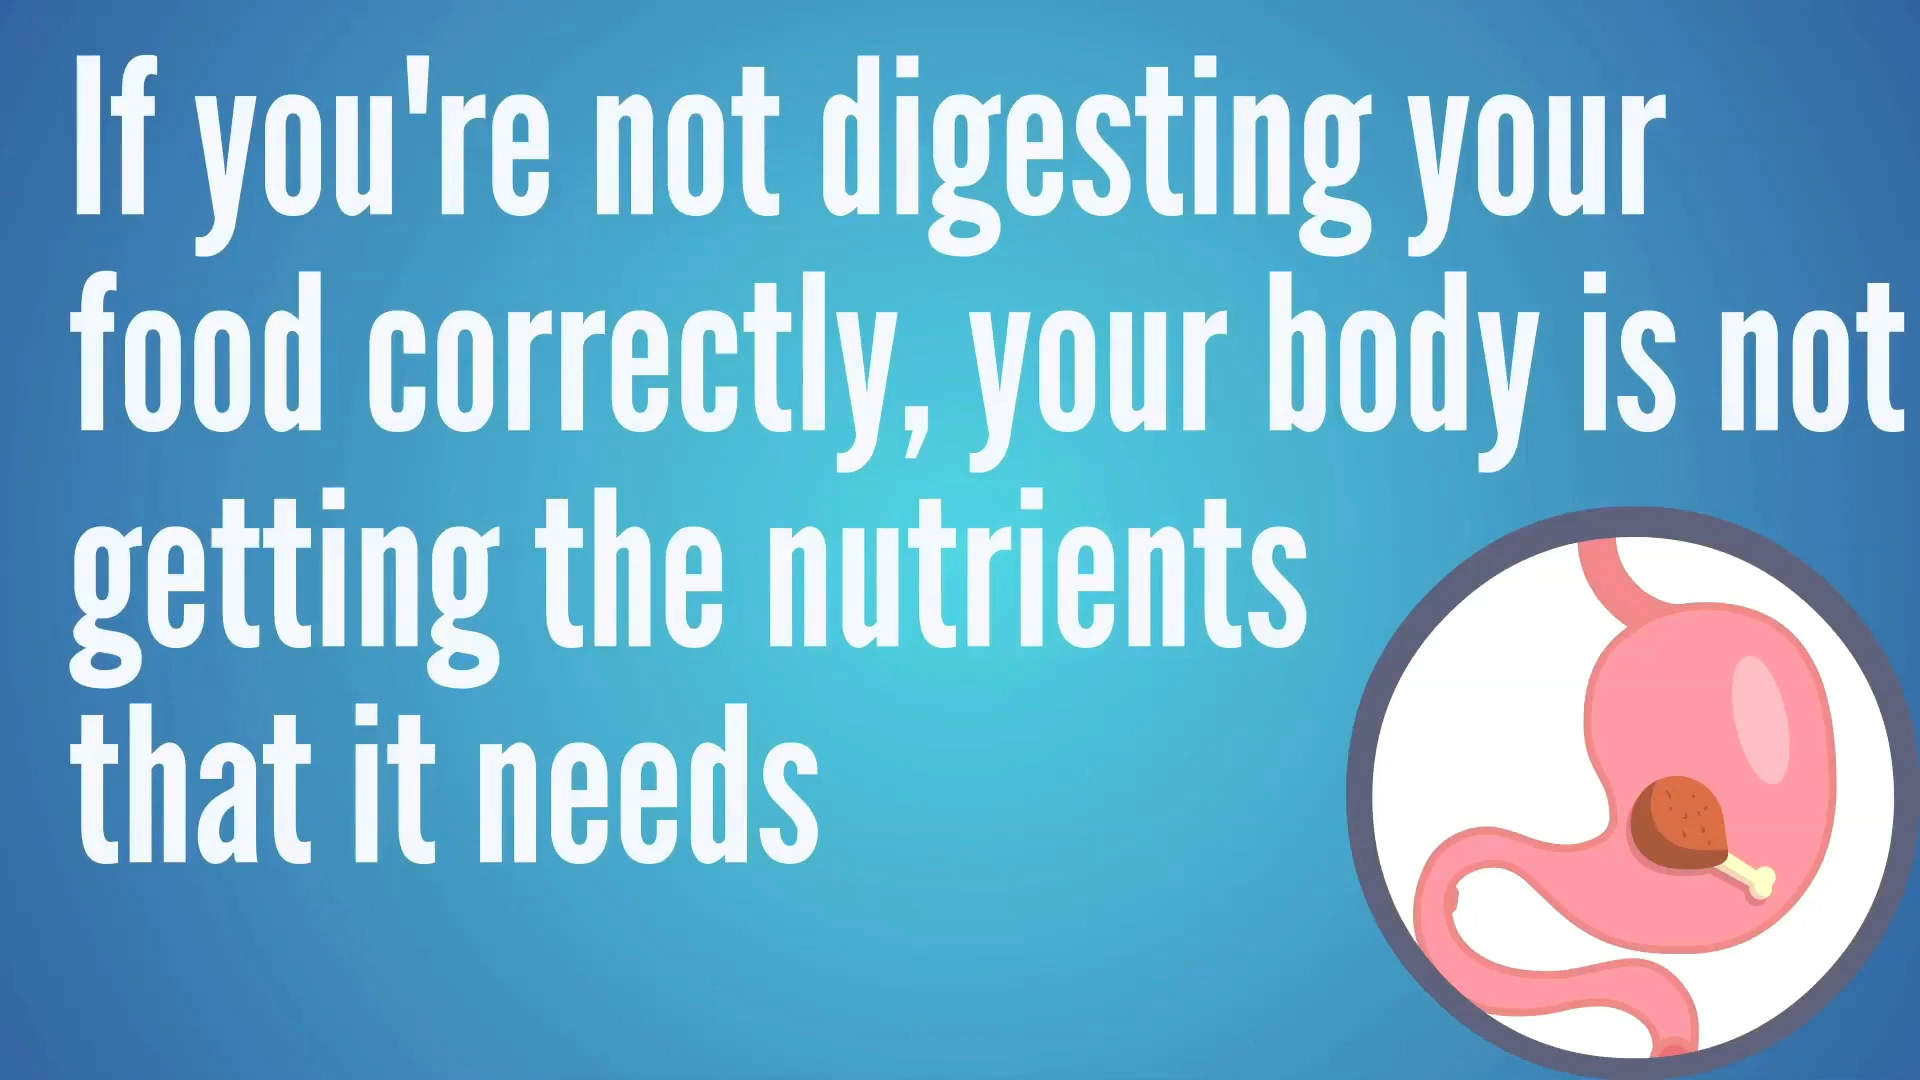 If you're not digesting your
food correctly, your body is not
getting the nutrients
that it needs